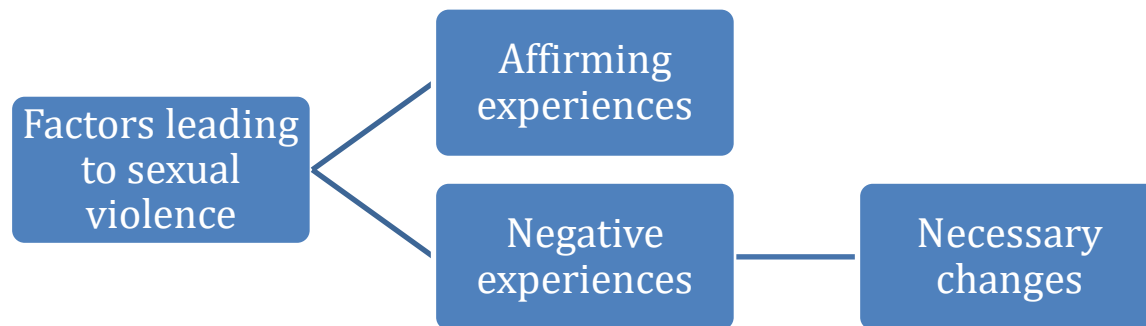 Factors leading
to sexual
violence
Affirming
experiences
Negative
experiences
Necessary
changes